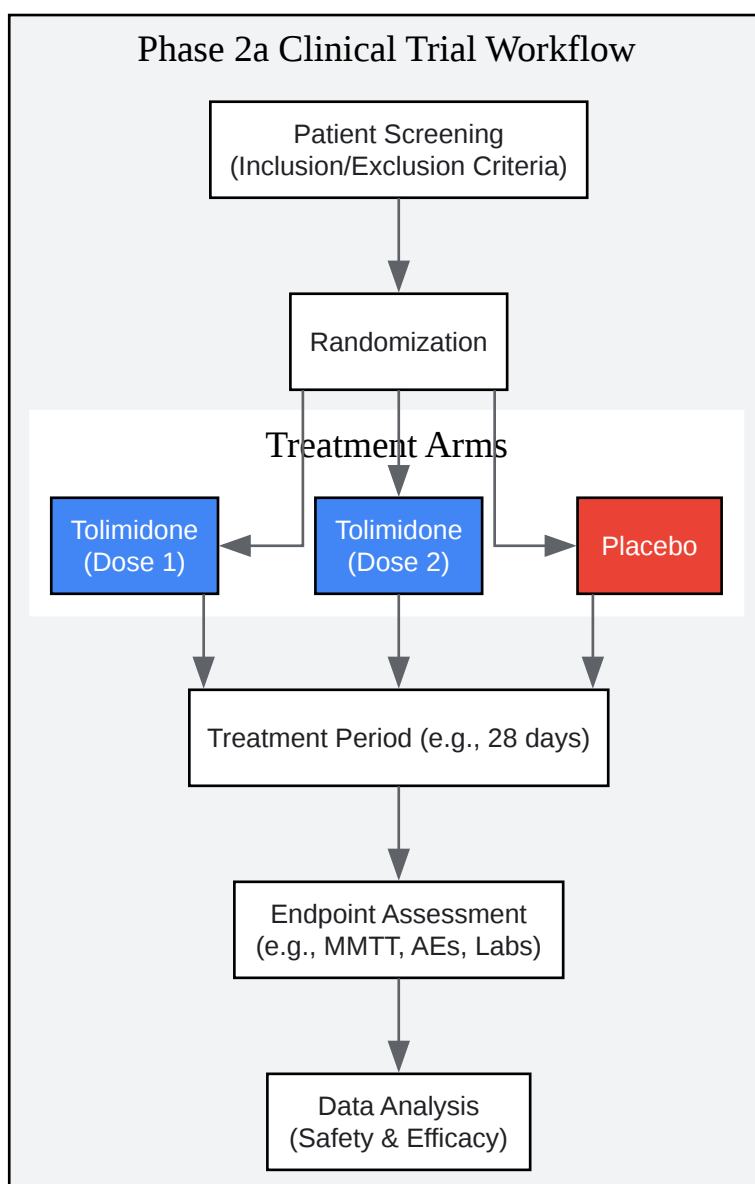 Phase 2a Clinical Trial Workflow
Patient Screening
(Inclusion/Exclusion Criteria)
Randomization
Treatment Arms
Tolimidone
(Dose 1)
Tolimidone
(Dose 2)
Placebo
Treatment Period (e.g., 28 days)
Endpoint Assessment
(e.g., MMTT, AEs, Labs)
Data Analysis
(Safety & Efficacy)